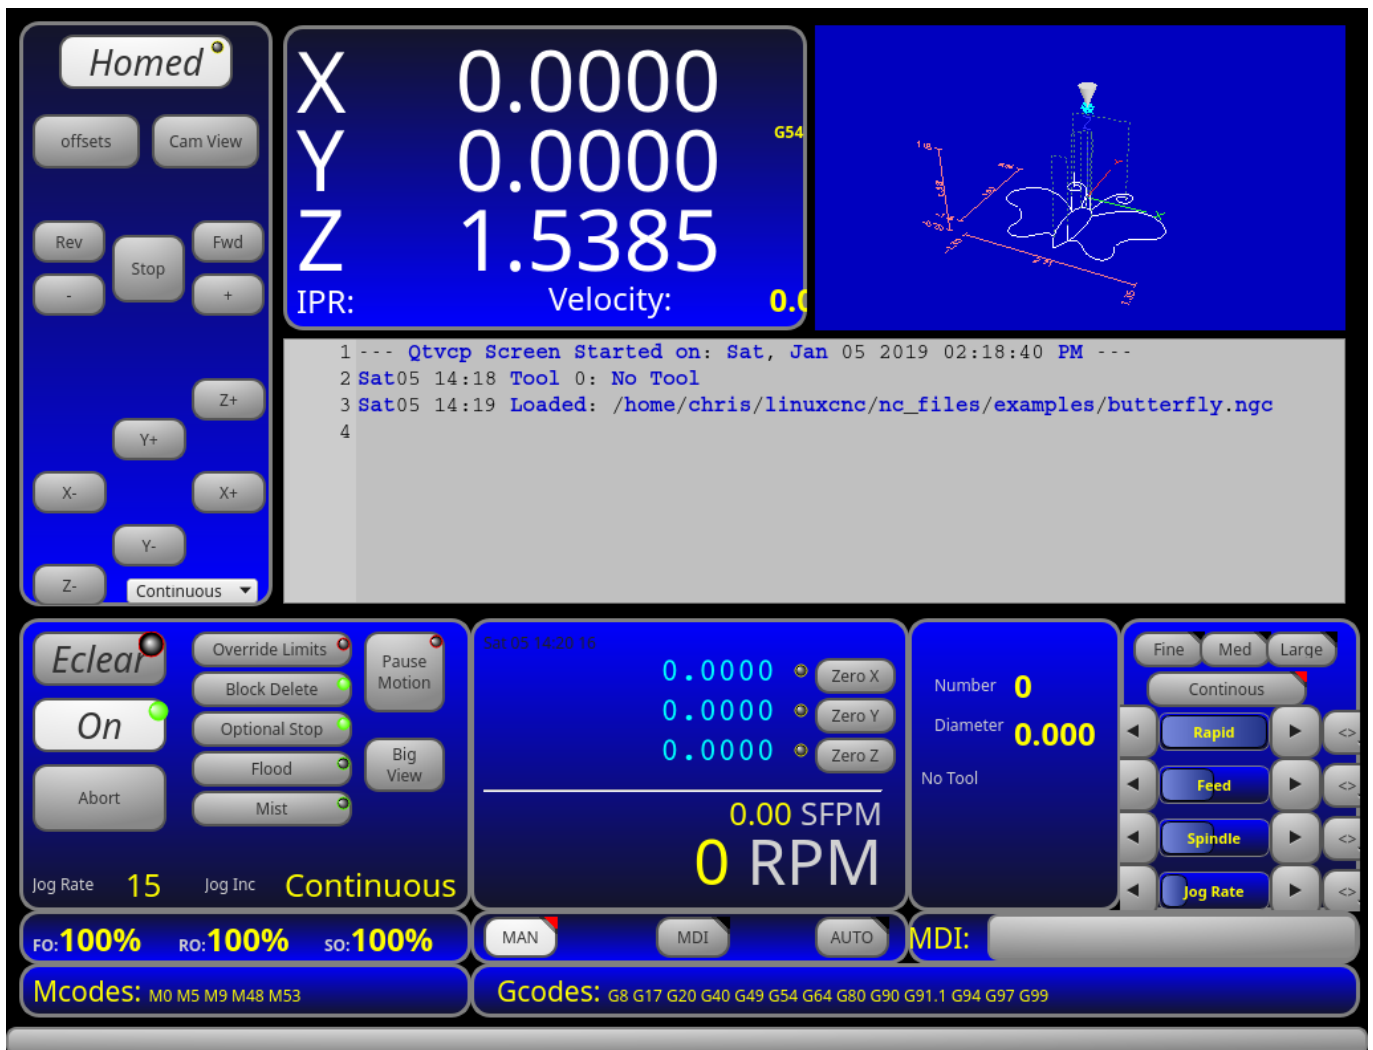 Homed
offsets
Cam View
Rev
Stop
Fwd
-
+
Z+
Y+
X-
X+
Y-
Z-
Continuous
X 0.0000
Y 0.0000
G54
Z 1.5385
IPR:
Velocity:
0.0
1 --- Qtvcp Screen Started on: Sat, Jan 05 2019 02:18:40 PM ---
2 Sat05 14:18 Tool 0: No Tool
3 Sat05 14:19 Loaded: /home/chris/linuxcnc/nc_files/examples/butterfly.ngc
4
Eclear
On
Abort
Override Limits
Block Delete
Optional Stop
Flood
Mist
Pause
Motion
Big
View
Jog Rate 15
Jog Inc Continuous
Sat 05 14:20:16
0.0000 Zero X
0.0000 Zero Y
0.0000 Zero Z
0.00 SFPM
0 RPM
Number 0
Diameter 0.000
No Tool
Fine
Med
Large
Continous
Rapid <>
Feed <>
Spindle <>
Jog Rate <>
FO:100%
RO:100%
SO:100%
MAN
MDI
AUTO
MDI:
Mcodes: M0 M5 M9 M48 M53
Gcodes: G8 G17 G20 G40 G49 G54 G64 G80 G90 G91.1 G94 G97 G99